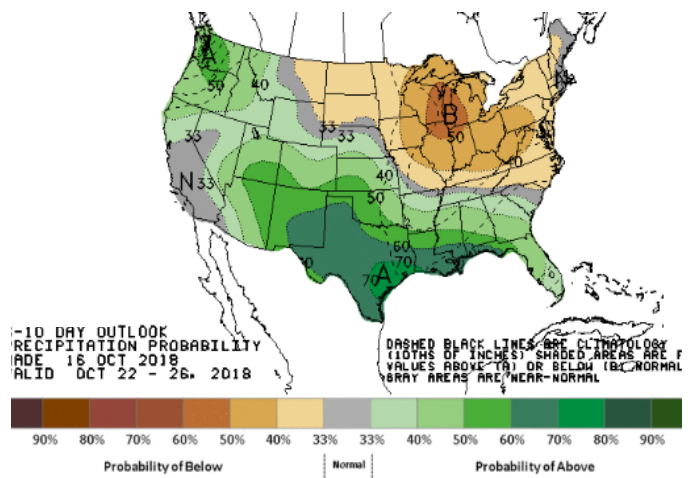 A
50
40
33
33
33
B
50
40
N
N 33
40
50
60
70
70 A
-10 DAY OUTLOOK
PRECIPITATION PROBABILITY
MADE 16 OCT 2018
VALID OCT 22 - 26, 2018
DASHED BLACK LINES ARE CLIMATOLOGY
(10THS OF INCHES) SHADED AREAS ARE F
VALUES ABOVE (A) OR BELOW (B) NORMAL
GRAY AREAS ARE NEAR-NORMAL
90% 80% 70% 60% 50% 40% 33% 33% 40% 50% 60% 70% 80% 90%
Probability of Below Normal Probability of Above